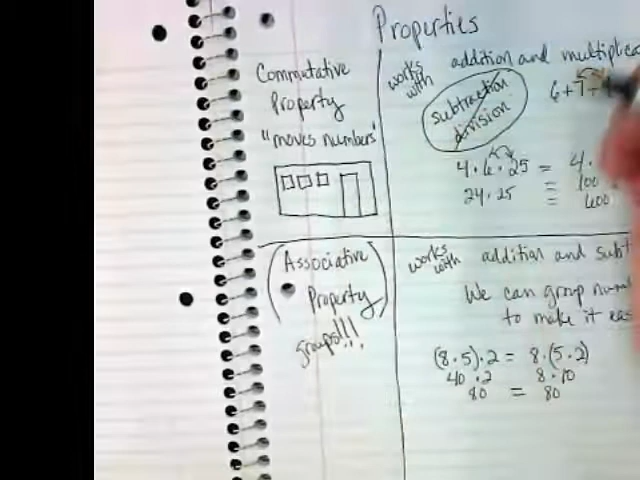 Properties
Commutative
Property
"moves numbers"
works
with
addition and multiplica
subtraction
division
6+7+
4·6·25 = 4·
24·25 = 100
= 600
Associative
Property
groups!!!
works
with
addition and subt
We can group num
to make it eas
(8·5)·2 = 8·(5·2)
40·2 8·10
80 = 80